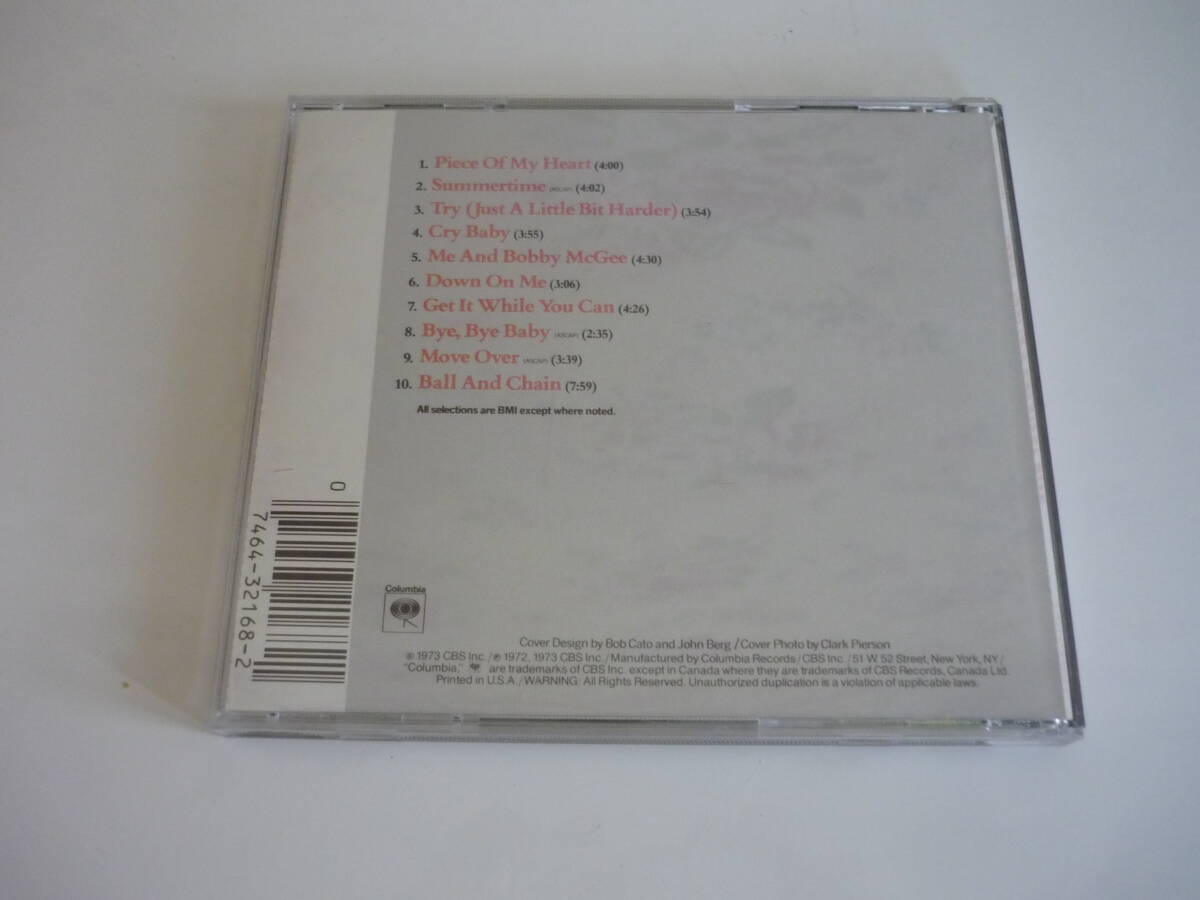 1. Piece Of My Heart (4:00)
2. Summertime (ASCAP) (4:02)
3. Try (Just A Little Bit Harder) (3:54)
4. Cry Baby (3:55)
5. Me And Bobby McGee (4:30)
6. Down On Me (3:06)
7. Get It While You Can (4:26)
8. Bye, Bye Baby (ASCAP) (2:35)
9. Move Over (ASCAP) (3:39)
10. Ball And Chain (7:59)
All selections are BMI except where noted.
0
7464-32168-2
Columbia
Cover Design by Bob Cato and John Berg / Cover Photo by Clark Pierson
© 1973 CBS Inc. / ℗ 1972, 1973 CBS Inc. / Manufactured by Columbia Records / CBS Inc. / 51 W. 52 Street, New York, NY /
"Columbia," are trademarks of CBS Inc. except in Canada where they are trademarks of CBS Records, Canada Ltd.
Printed in U.S.A. / WARNING: All Rights Reserved. Unauthorized duplication is a violation of applicable laws.